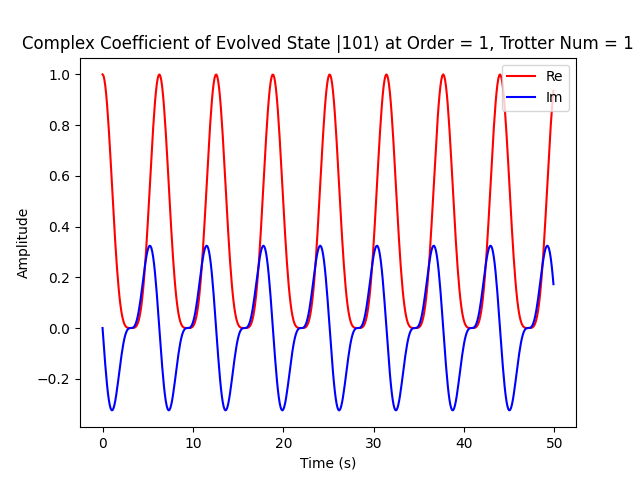 Complex Coefficient of Evolved State |101⟩ at Order = 1, Trotter Num = 1
Re
Im
1.0
0.8
0.6
0.4
0.2
0.0
−0.2
Amplitude
0
10
20
30
40
50
Time (s)